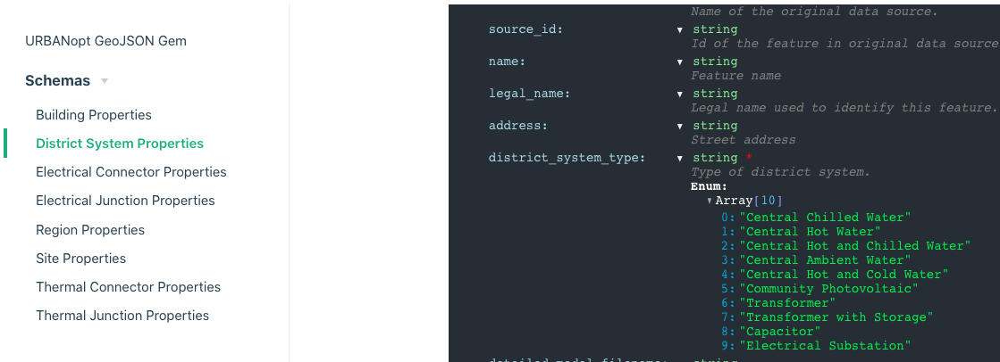 URBANopt GeoJSON Gem
Schemas
Building Properties
District System Properties
Electrical Connector Properties
Electrical Junction Properties
Region Properties
Site Properties
Thermal Connector Properties
Thermal Junction Properties
Name of the original data source.
source_id: string
Id of the feature in original data source
name: string
Feature name
legal_name: string
Legal name used to identify this feature.
address: string
Street address
district_system_type: string *
Type of district system.
Enum:
Array[10]
0:"Central Chilled Water"
1:"Central Hot Water"
2:"Central Hot and Chilled Water"
3:"Central Ambient Water"
4:"Central Hot and Cold Water"
5:"Community Photovoltaic"
6:"Transformer"
7:"Transformer with Storage"
8:"Capacitor"
9:"Electrical Substation"
detailed_model_filename: string